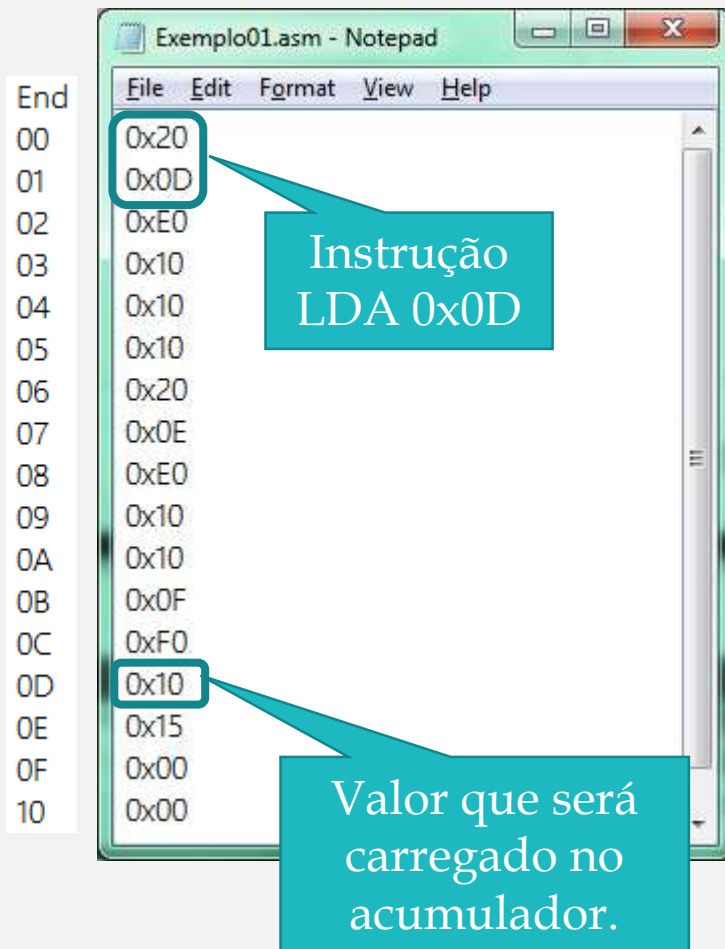 Exemplo01.asm - Notepad
File Edit Format View Help
End
00 0x20
01 0x0D
02 0xE0
03 0x10
04 0x10
05 0x10
06 0x20
07 0x0E
08 0xE0
09 0x10
0A 0x10
0B 0x0F
0C 0xF0
0D 0x10
0E 0x15
0F 0x00
10 0x00
Instrução
LDA 0x0D
Valor que será
carregado no
acumulador.